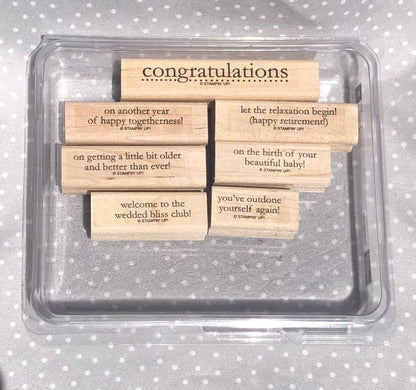 congratulations
© STAMPIN' UP!
on another year
of happy togetherness!
© STAMPIN' UP!
let the relaxation begin!
(happy retirement!)
© STAMPIN' UP!
on getting a little bit older
and better than ever!
© STAMPIN' UP!
on the birth of your
beautiful baby!
© STAMPIN' UP!
welcome to the
wedded bliss club!
© STAMPIN' UP!
you've outdone
yourself again!
© STAMPIN' UP!